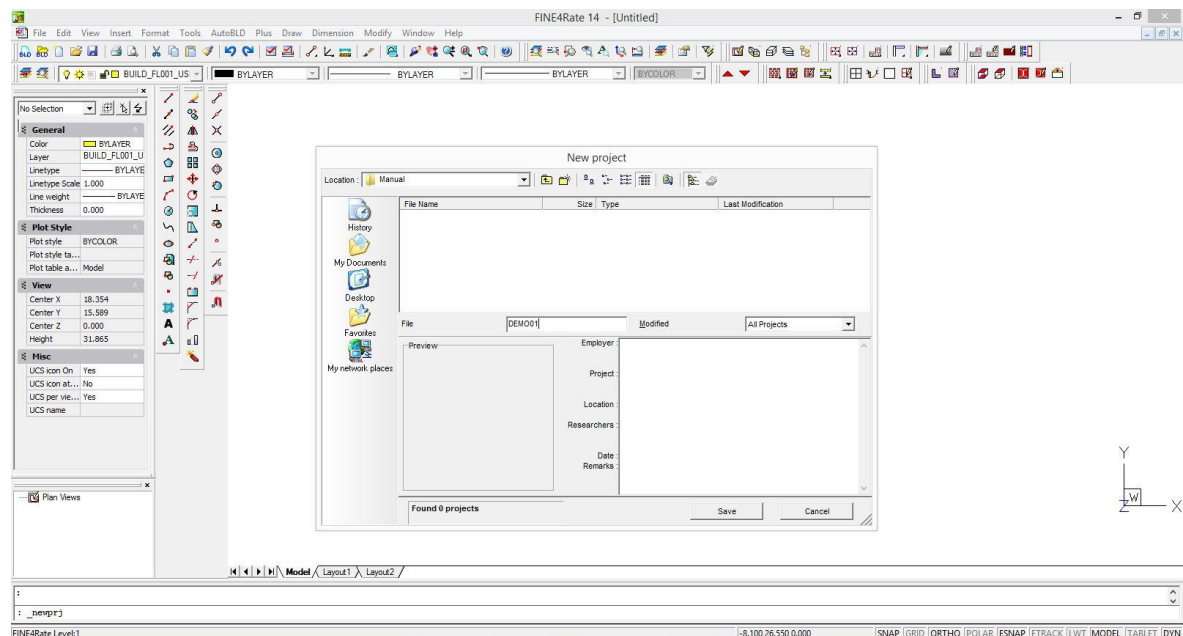 FINE4Rate 14 - [Untitled]
File Edit View Insert Format Tools AutoBLD Plus Draw Dimension Modify Window Help
BLD BLD
BUILD_FL001_US BYLAYER BYLAYER BYLAYER BYCOLOR
No Selection
General
Color BYLAYER
Layer BUILD_FL001_U
Linetype BYLAYE
Linetype Scale 1.000
Line weight BYLAYE
Thickness 0.000
Plot Style
Plot style BYCOLOR
Plot style ta...
Plot table a... Model
View
Center X 18.354
Center Y 15.589
Center Z 0.000
Height 31.865
Misc
UCS icon On Yes
UCS icon at... No
UCS per vie... Yes
UCS name
Plan Views
New project
Location : Manual
File Name Size Type Last Modification
History
My Documents
Desktop
Favorites
My network places
File DEMO01 Modified All Projects
Preview
Employer :
Project :
Location :
Researchers :
Date :
Remarks :
Found 0 projects
Save Cancel
Y
W
Z X
Model Layout1 Layout2
:
: _newprj
FINE4Rate Level:1 -8.100,26.550,0.000 SNAP GRID ORTHO POLAR ESNAP ETRACK LWT MODEL TABLET DYN